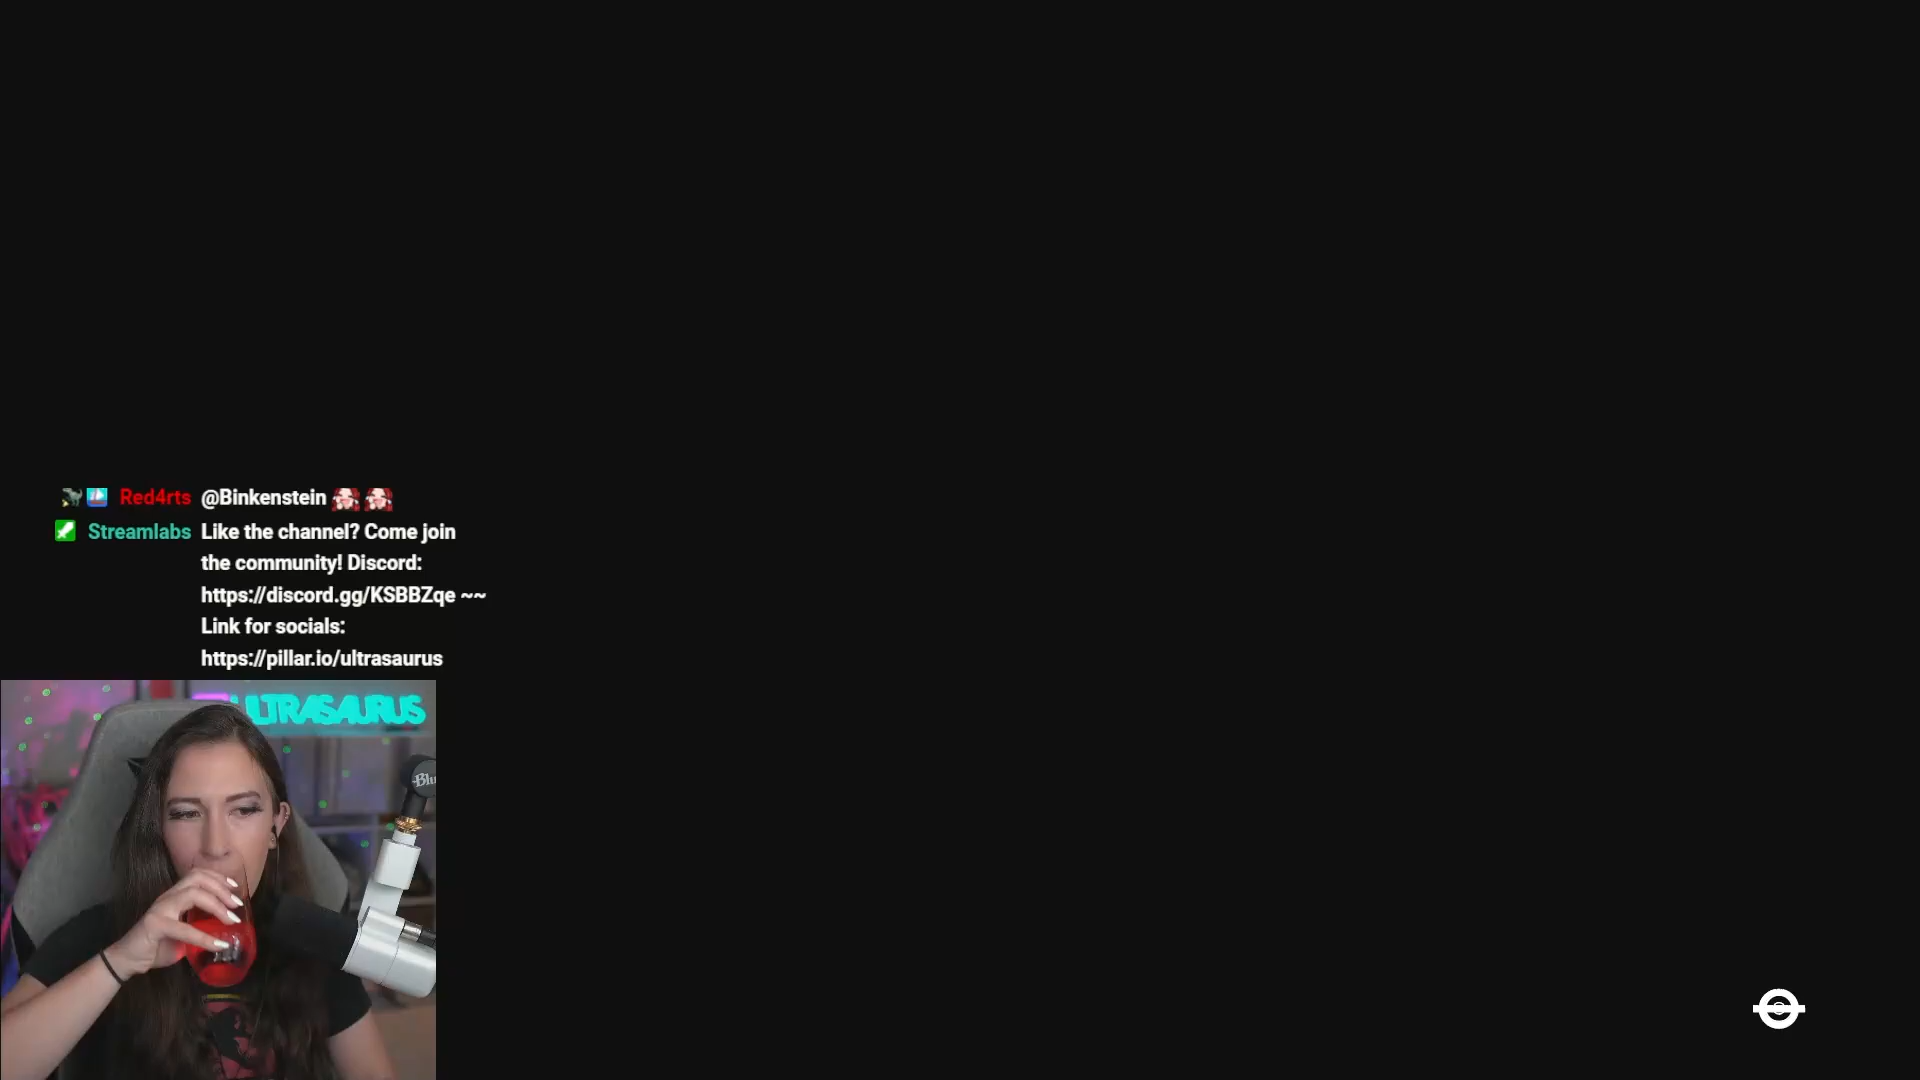 Red4rts @Binkenstein
Streamlabs Like the channel? Come join
the community! Discord:
https://discord.gg/KSBBZqe ~~
Link for socials:
https://pillar.io/ultrasaurus
ULTRASAURUS
Blu